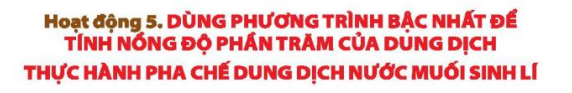 Hoạt động 5. DÙNG PHƯƠNG TRÌNH BẬC NHẤT ĐỂ
TÍNH NỒNG ĐỘ PHẦN TRĂM CỦA DUNG DỊCH
THỰC HÀNH PHA CHẾ DUNG DỊCH NƯỚC MUỐI SINH LÍ